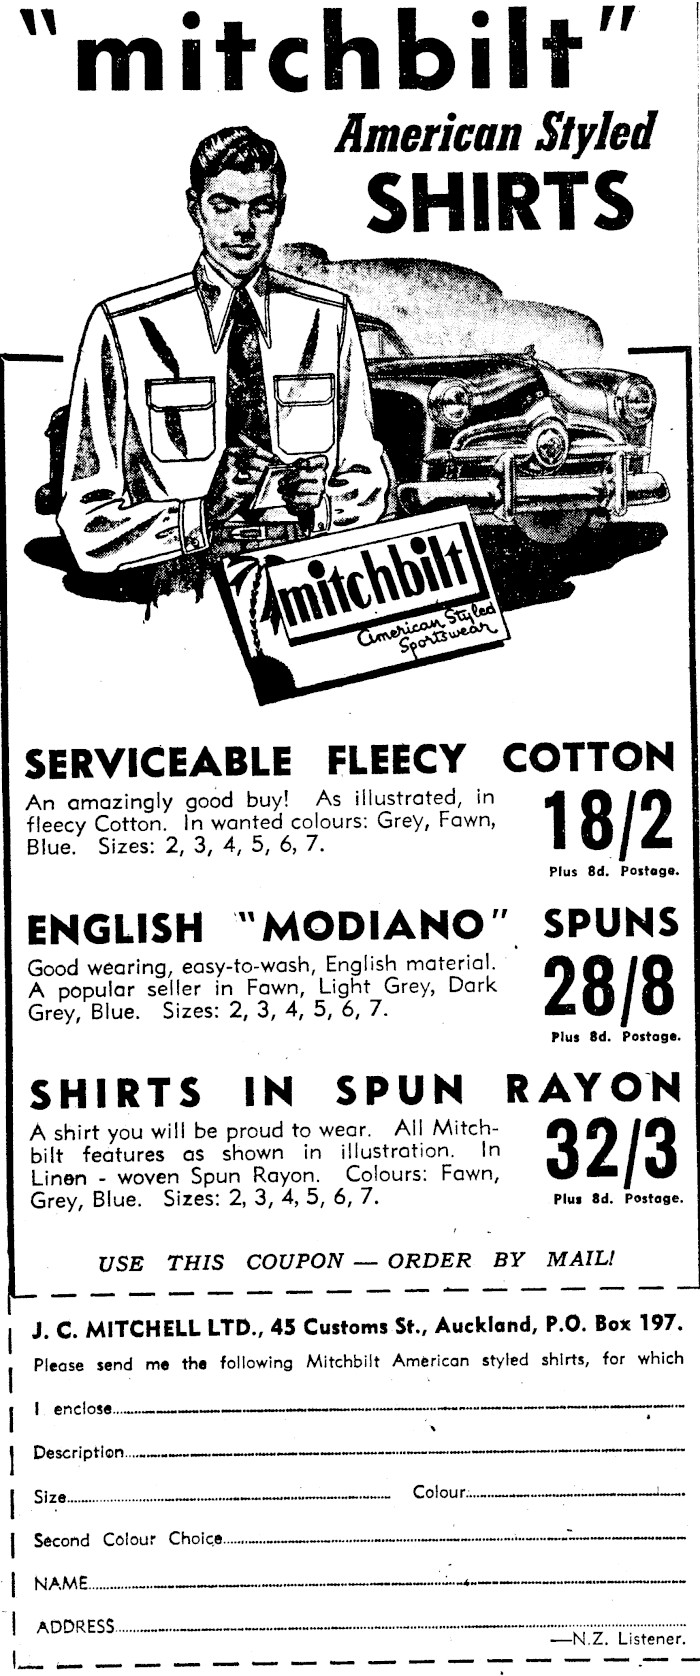 "mitchbilt"
American Styled
SHIRTS
mitchbilt
American Styled
Sportswear
SERVICEABLE FLEECY COTTON
An amazingly good buy! As illustrated, in
fleecy Cotton. In wanted colours: Grey, Fawn,
Blue. Sizes: 2, 3, 4, 5, 6, 7.
18/2
Plus 8d. Postage.
ENGLISH "MODIANO" SPUNS
Good wearing, easy-to-wash, English material.
A popular seller in Fawn, Light Grey, Dark
Grey, Blue. Sizes: 2, 3, 4, 5, 6, 7.
28/8
Plus 8d. Postage.
SHIRTS IN SPUN RAYON
A shirt you will be proud to wear. All Mitch-
bilt features as shown in illustration. In
Linen - woven Spun Rayon. Colours: Fawn,
Grey, Blue. Sizes: 2, 3, 4, 5, 6, 7.
32/3
Plus 8d. Postage.
USE THIS COUPON — ORDER BY MAIL!
J. C. MITCHELL LTD., 45 Customs St., Auckland, P.O. Box 197.
Please send me the following Mitchbilt American styled shirts, for which
I enclose
Description
Size Colour
Second Colour Choice
NAME
ADDRESS
—N.Z. Listener.